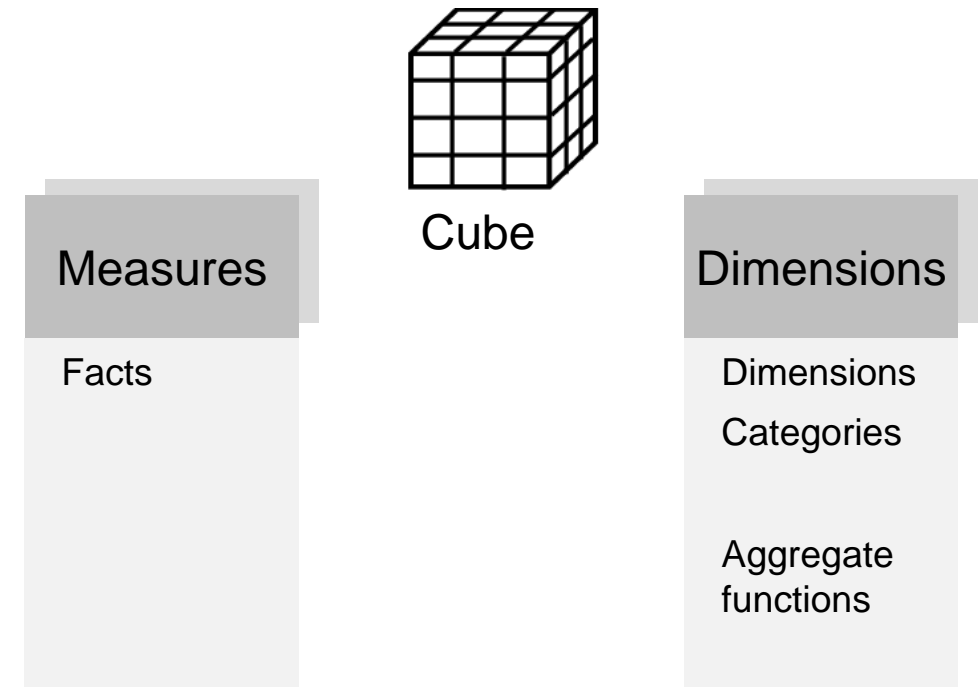 Cube
Measures
Facts
Dimensions
Dimensions
Categories
Aggregate
functions